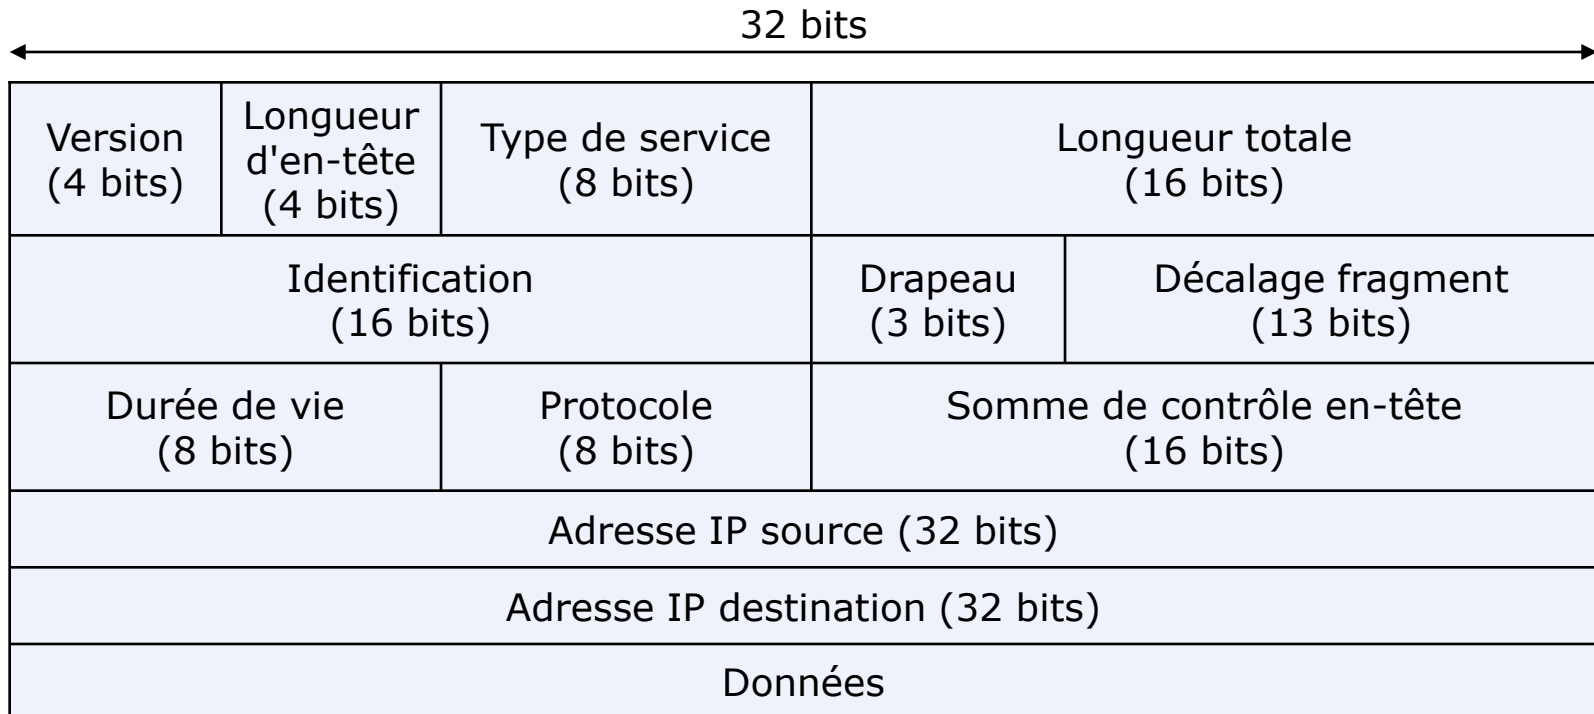 32 bits
Version
(4 bits)
Longueur
d'en-tête
(4 bits)
Type de service
(8 bits)
Longueur totale
(16 bits)
Identification
(16 bits)
Drapeau
(3 bits)
Décalage fragment
(13 bits)
Durée de vie
(8 bits)
Protocole
(8 bits)
Somme de contrôle en-tête
(16 bits)
Adresse IP source (32 bits)
Adresse IP destination (32 bits)
Données